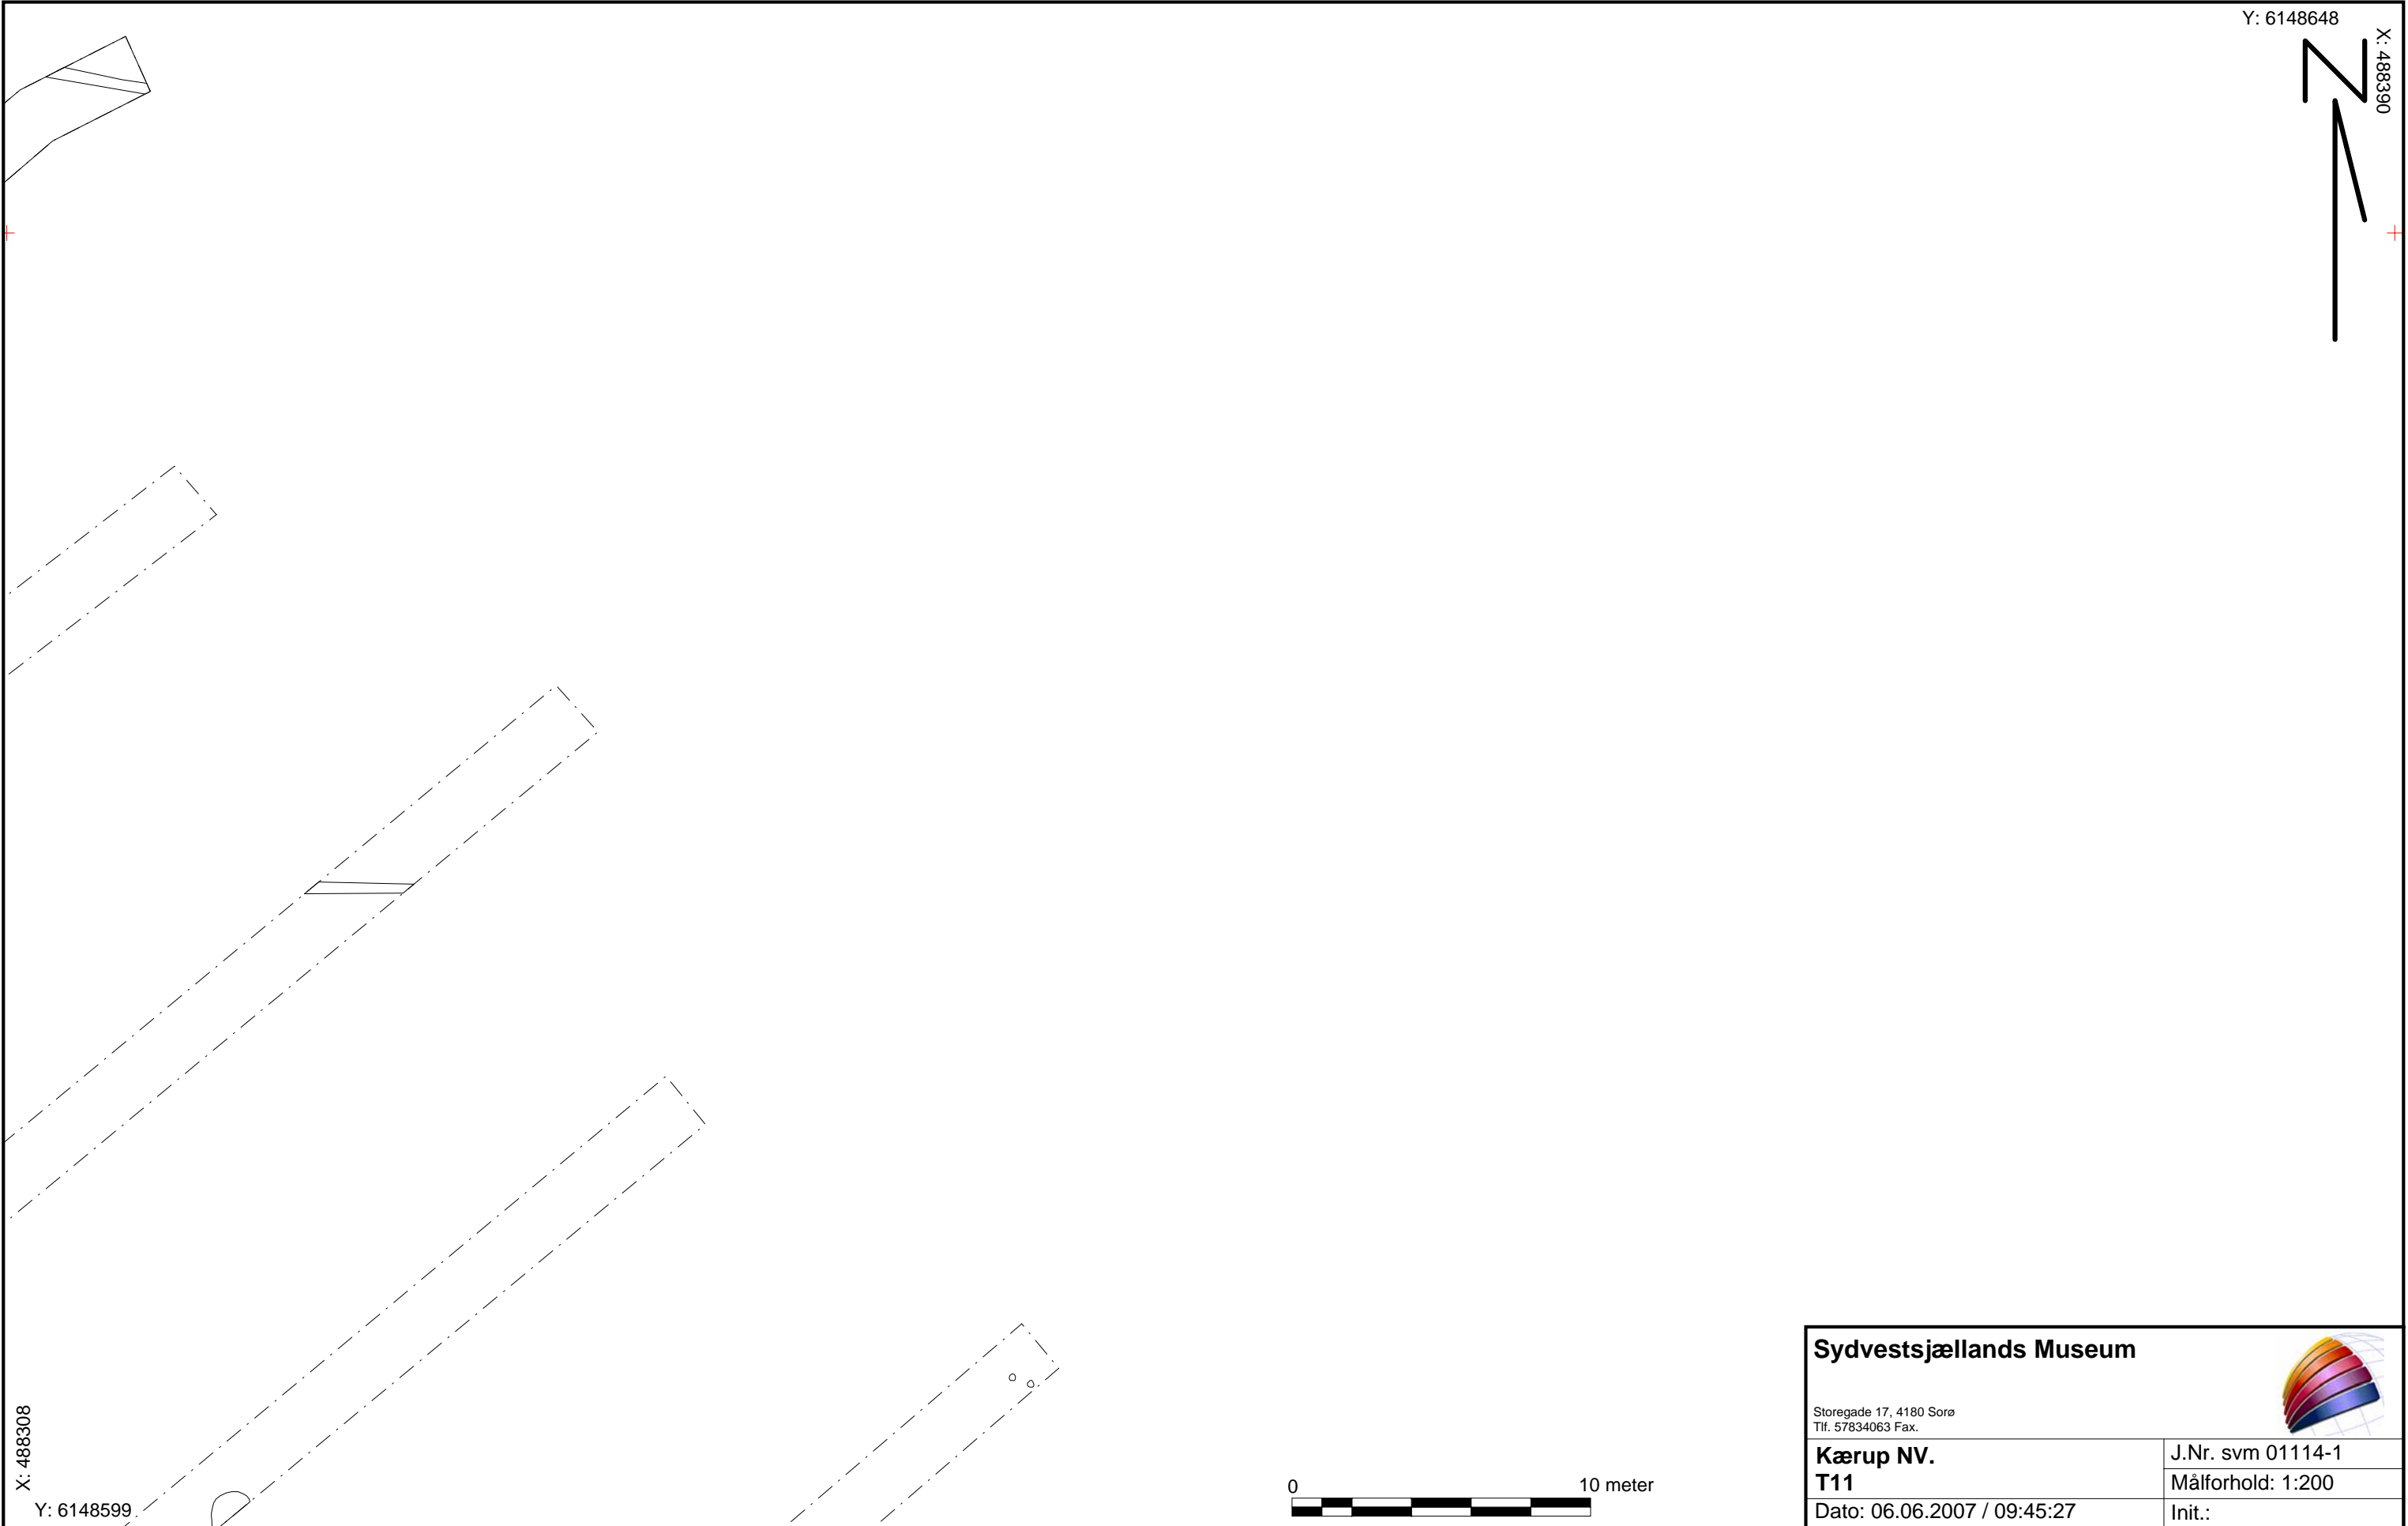 Y: 6148648
X: 488390
X: 488308
Y: 6148599
0
10 meter
Sydvestsjællands Museum
Storegade 17, 4180 Sorø
Tlf. 57834063 Fax.
Kærup NV.
T11
J.Nr. svm 01114-1
Målforhold: 1:200
Dato: 06.06.2007 / 09:45:27
Init.: